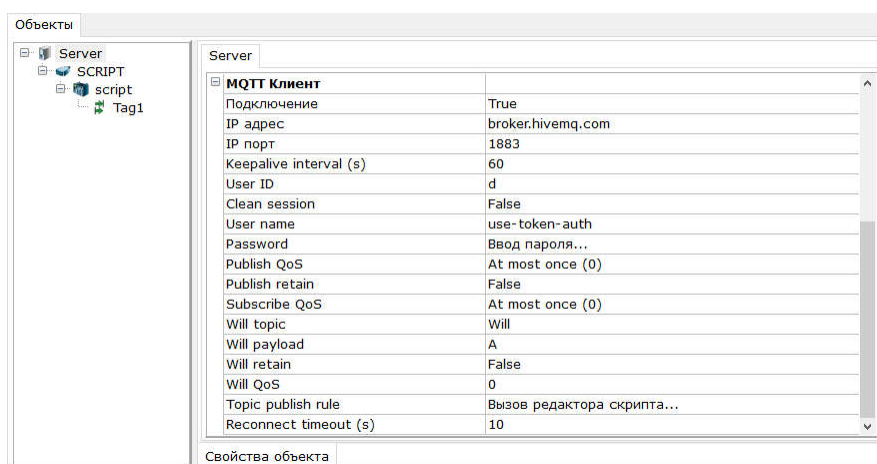 Объекты
Server
SCRIPT
script
Tag1
Server
MQTT Клиент
Подключение True
IP адрес broker.hivemq.com
IP порт 1883
Keepalive interval (s) 60
User ID d
Clean session False
User name use-token-auth
Password Ввод пароля...
Publish QoS At most once (0)
Publish retain False
Subscribe QoS At most once (0)
Will topic Will
Will payload A
Will retain False
Will QoS 0
Topic publish rule Вызов редактора скрипта...
Reconnect timeout (s) 10
Свойства объекта